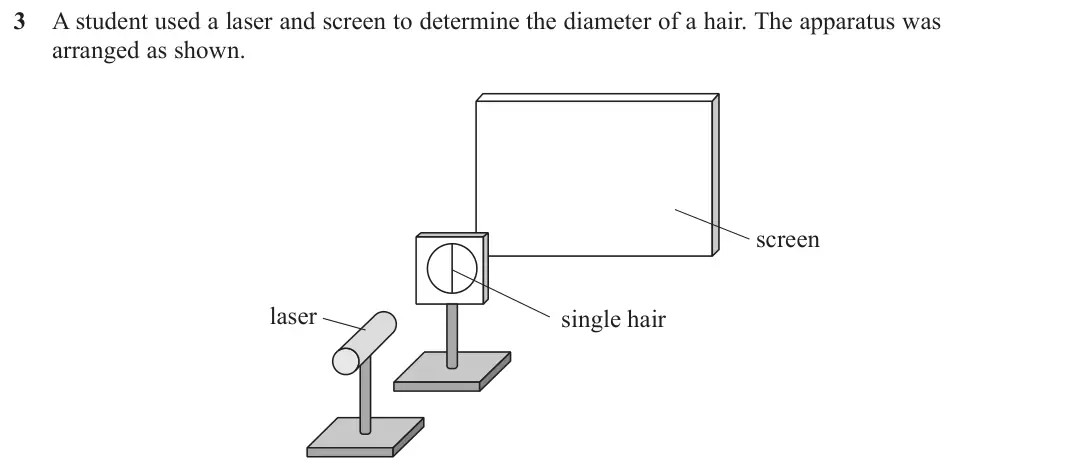 3 A student used a laser and screen to determine the diameter of a hair. The apparatus was
arranged as shown.
screen
laser
single hair